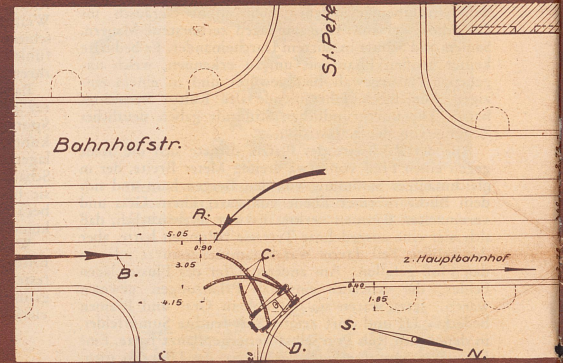 St. Pete
Bahnhofstr.
A.
5.05
0.90
B.
3.05
C.
z. Hauptbahnhof
0.40
1.85
4.15
S.
N.
D.